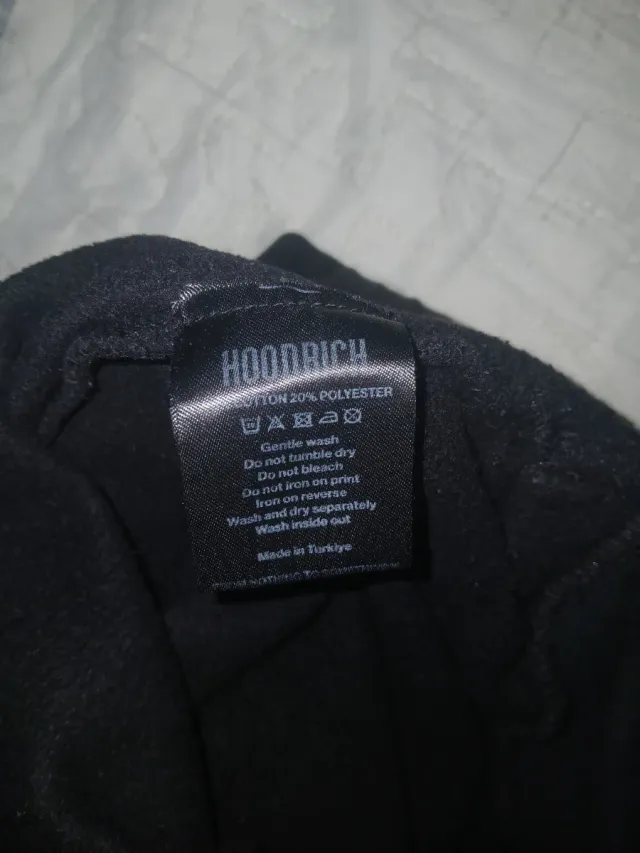 HOODRICH
COTTON 20% POLYESTER
Gentle wash
Do not tumble dry
Do not bleach
Do not iron on print
Iron on reverse
Wash and dry separately
Wash inside out
Made in Türkiye